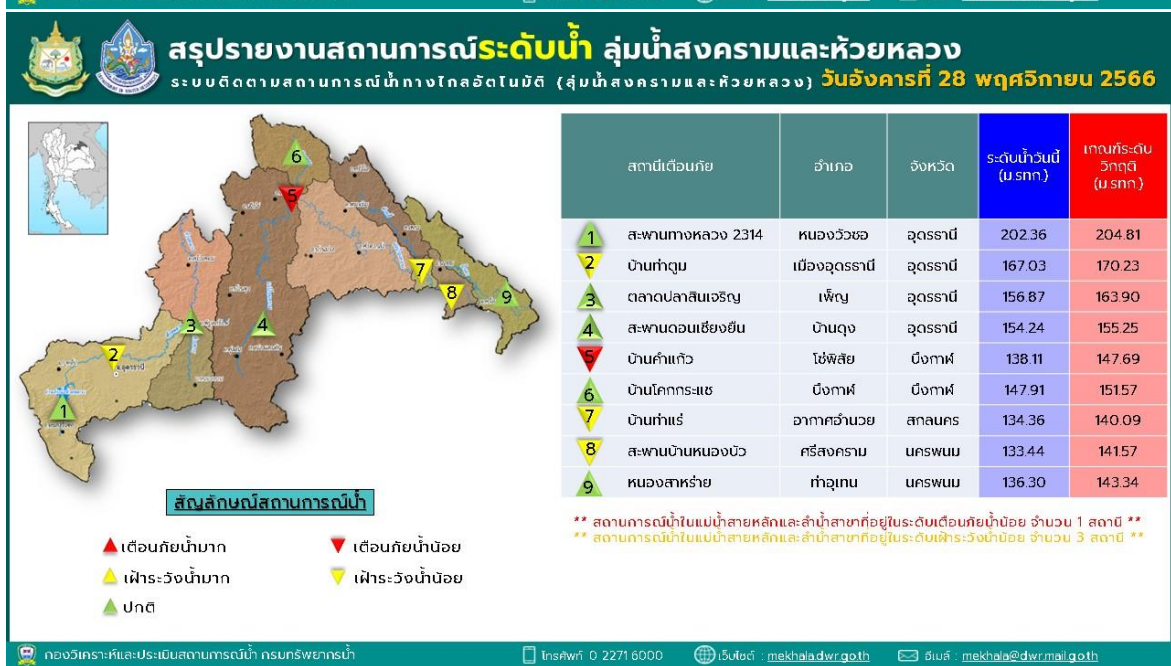 สรุปรายงานสถานการณ์ระดับน้ำ ลุ่มน้ำสงครามและห้วยหลวง
ระบบติดตามสถานการณ์น้ำทางไกลอัตโนมัติ (ลุ่มน้ำสงครามและห้วยหลวง) วันอังคารที่ 28 พฤศจิกายน 2566
สถานีเตือนภัย อำเภอ จังหวัด ระดับน้ำวันนี้ (ม.รทก.) เกณฑ์ระดับวิกฤติ (ม.รทก.)
1 สะพานทางหลวง 2314 หนองวัวซอ อุดรธานี 202.36 204.81
2 บ้านท่าตูม เมืองอุดรธานี อุดรธานี 167.03 170.23
3 ตลาดปลาสินเจริญ เพ็ญ อุดรธานี 156.87 163.90
4 สะพานดอนเชียงยืน บ้านดุง อุดรธานี 154.24 155.25
5 บ้านคำแก้ว โซ่พิสัย บึงกาฬ 138.11 147.69
6 บ้านโคกกระแซ บึงกาฬ บึงกาฬ 147.91 151.57
7 บ้านท่าแร่ อากาศอำนวย สกลนคร 134.36 140.09
8 สะพานบ้านหนองบัว ศรีสงคราม นครพนม 133.44 141.57
9 หนองสาหร่าย ท่าอุเทน นครพนม 136.30 143.34
** สถานการณ์น้ำในแม่น้ำสายหลักและลำน้ำสาขาที่อยู่ในระดับเตือนภัยน้ำน้อย จำนวน 1 สถานี **
** สถานการณ์น้ำในแม่น้ำสายหลักและลำน้ำสาขาที่อยู่ในระดับเฝ้าระวังน้ำน้อย จำนวน 3 สถานี **
6
5
7
8
9
3
4
2
อ.อุดรธานี
1
สัญลักษณ์สถานการณ์น้ำ
เตือนภัยน้ำมาก เตือนภัยน้ำน้อย
เฝ้าระวังน้ำมาก เฝ้าระวังน้ำน้อย
ปกติ
กองวิเคราะห์และประเมินสถานการณ์น้ำ กรมทรัพยากรน้ำ โทรศัพท์ 0 2271 6000 เว็บไซต์ : mekhala.dwr.go.th อีเมล์ : mekhala@dwr.mail.go.th